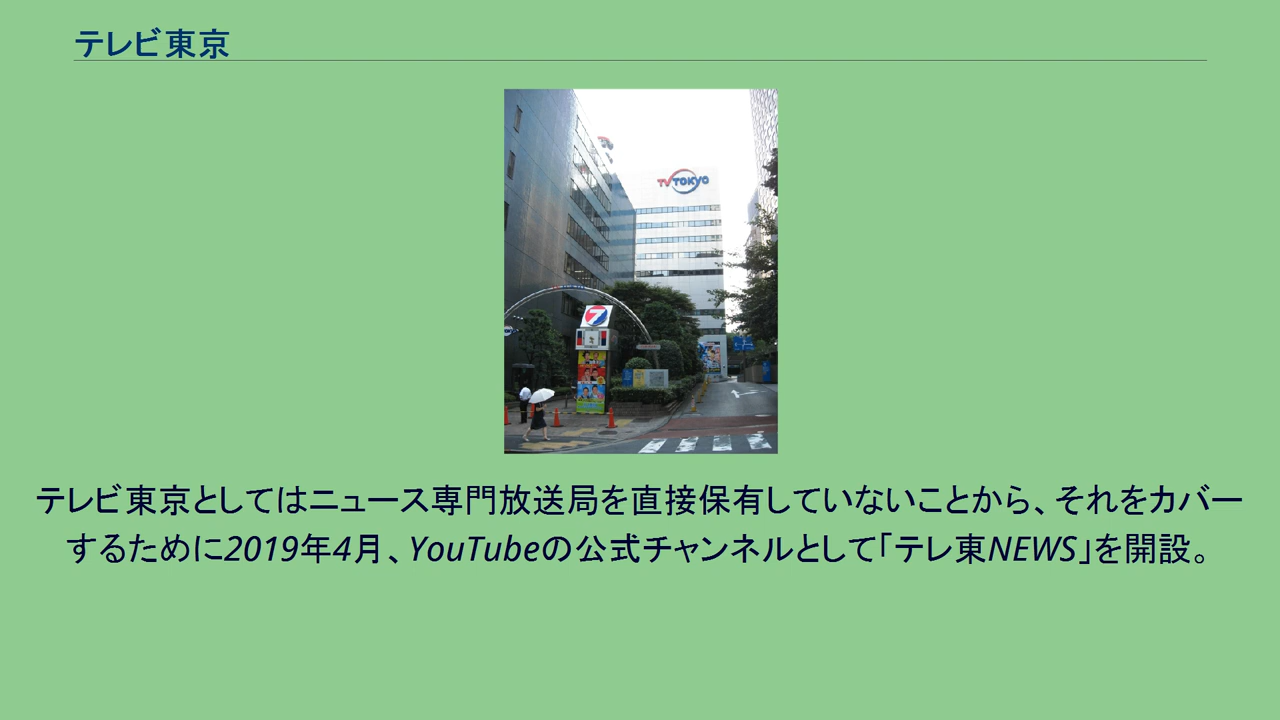 テレビ東京
TV TOKYO
7
テレビ東京としてはニュース専門放送局を直接保有していないことから、それをカバー
するために2019年4月、YouTubeの公式チャンネルとして「テレ東NEWS」を開設。